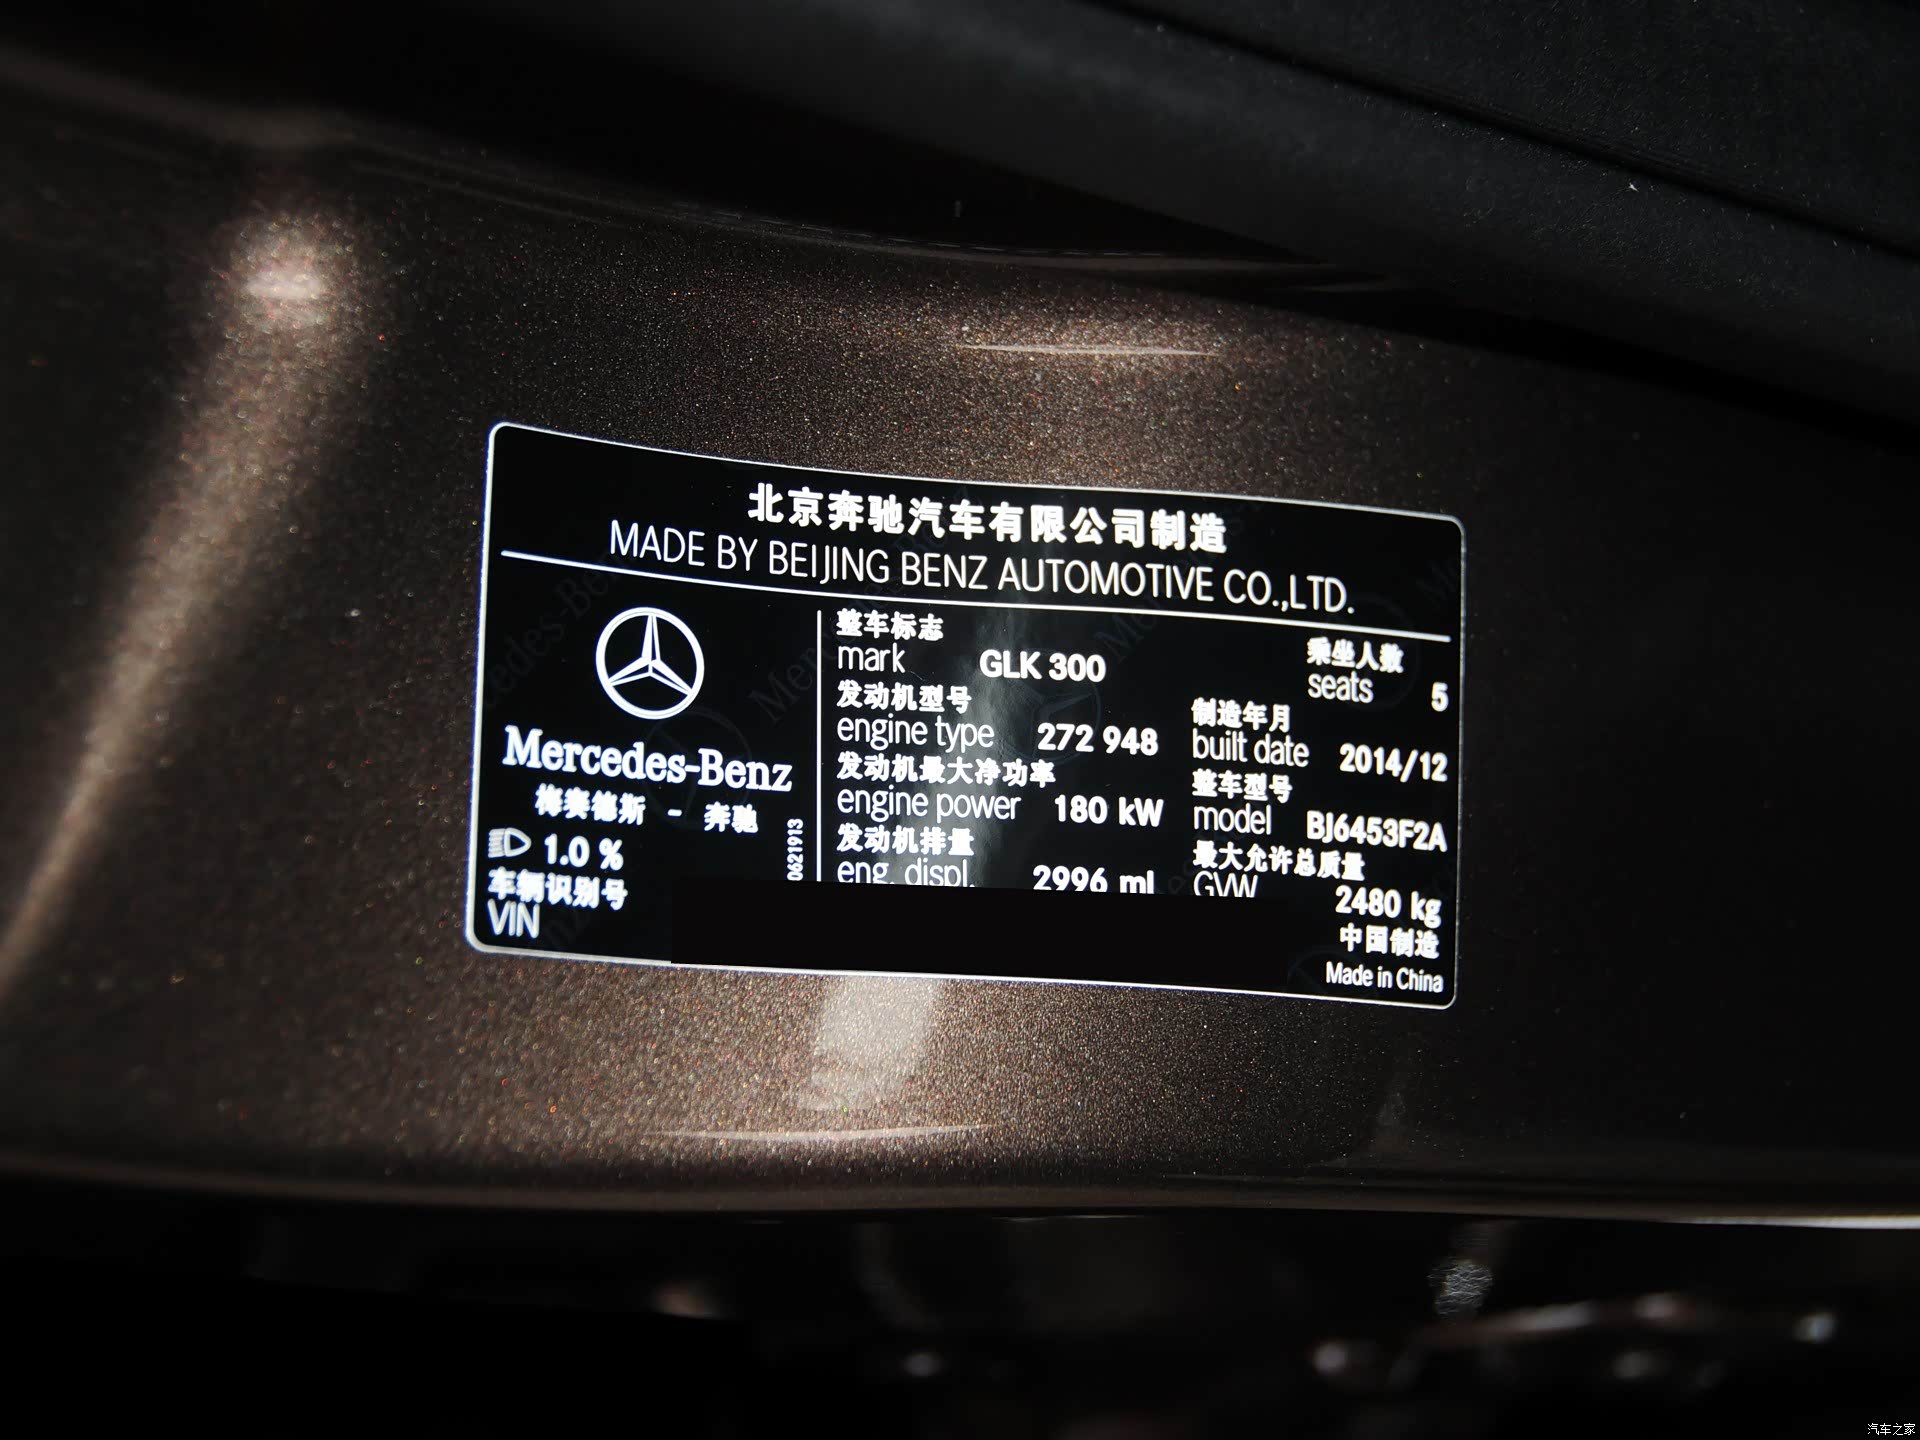 北京奔驰汽车有限公司制造
MADE BY BEIJING BENZ AUTOMOTIVE CO.,LTD.
Mercedes-Benz
梅赛德斯 - 奔驰
1.0 %
0621913
整车标志
mark GLK 300
乘坐人数
seats 5
发动机型号
engine type 272 948
制造年月
built date 2014/12
发动机最大净功率
engine power 180 kW
整车型号
model BJ6453F2A
发动机排量
eng. displ. 2996 ml
最大允许总质量
GVW 2480 kg
车辆识别号
VIN
中国制造
Made in China
汽车之家